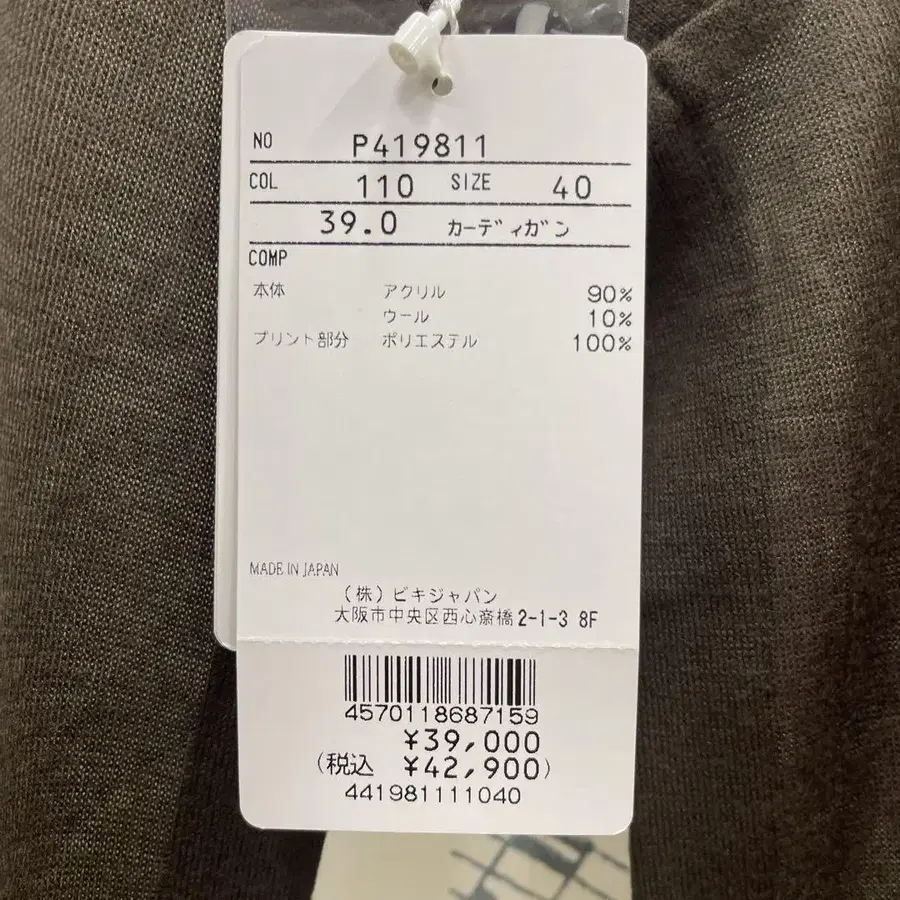 NO P419811
COL 110 SIZE 40
39.0 カーディガン
COMP
本体 アクリル 90%
ウール 10%
プリント部分 ポリエステル 100%
MADE IN JAPAN
(株)ビキジャパン
大阪市中央区西心斎橋2-1-3 8F
4570118687159
¥39,000
(税込 ¥42,900)
441981111040